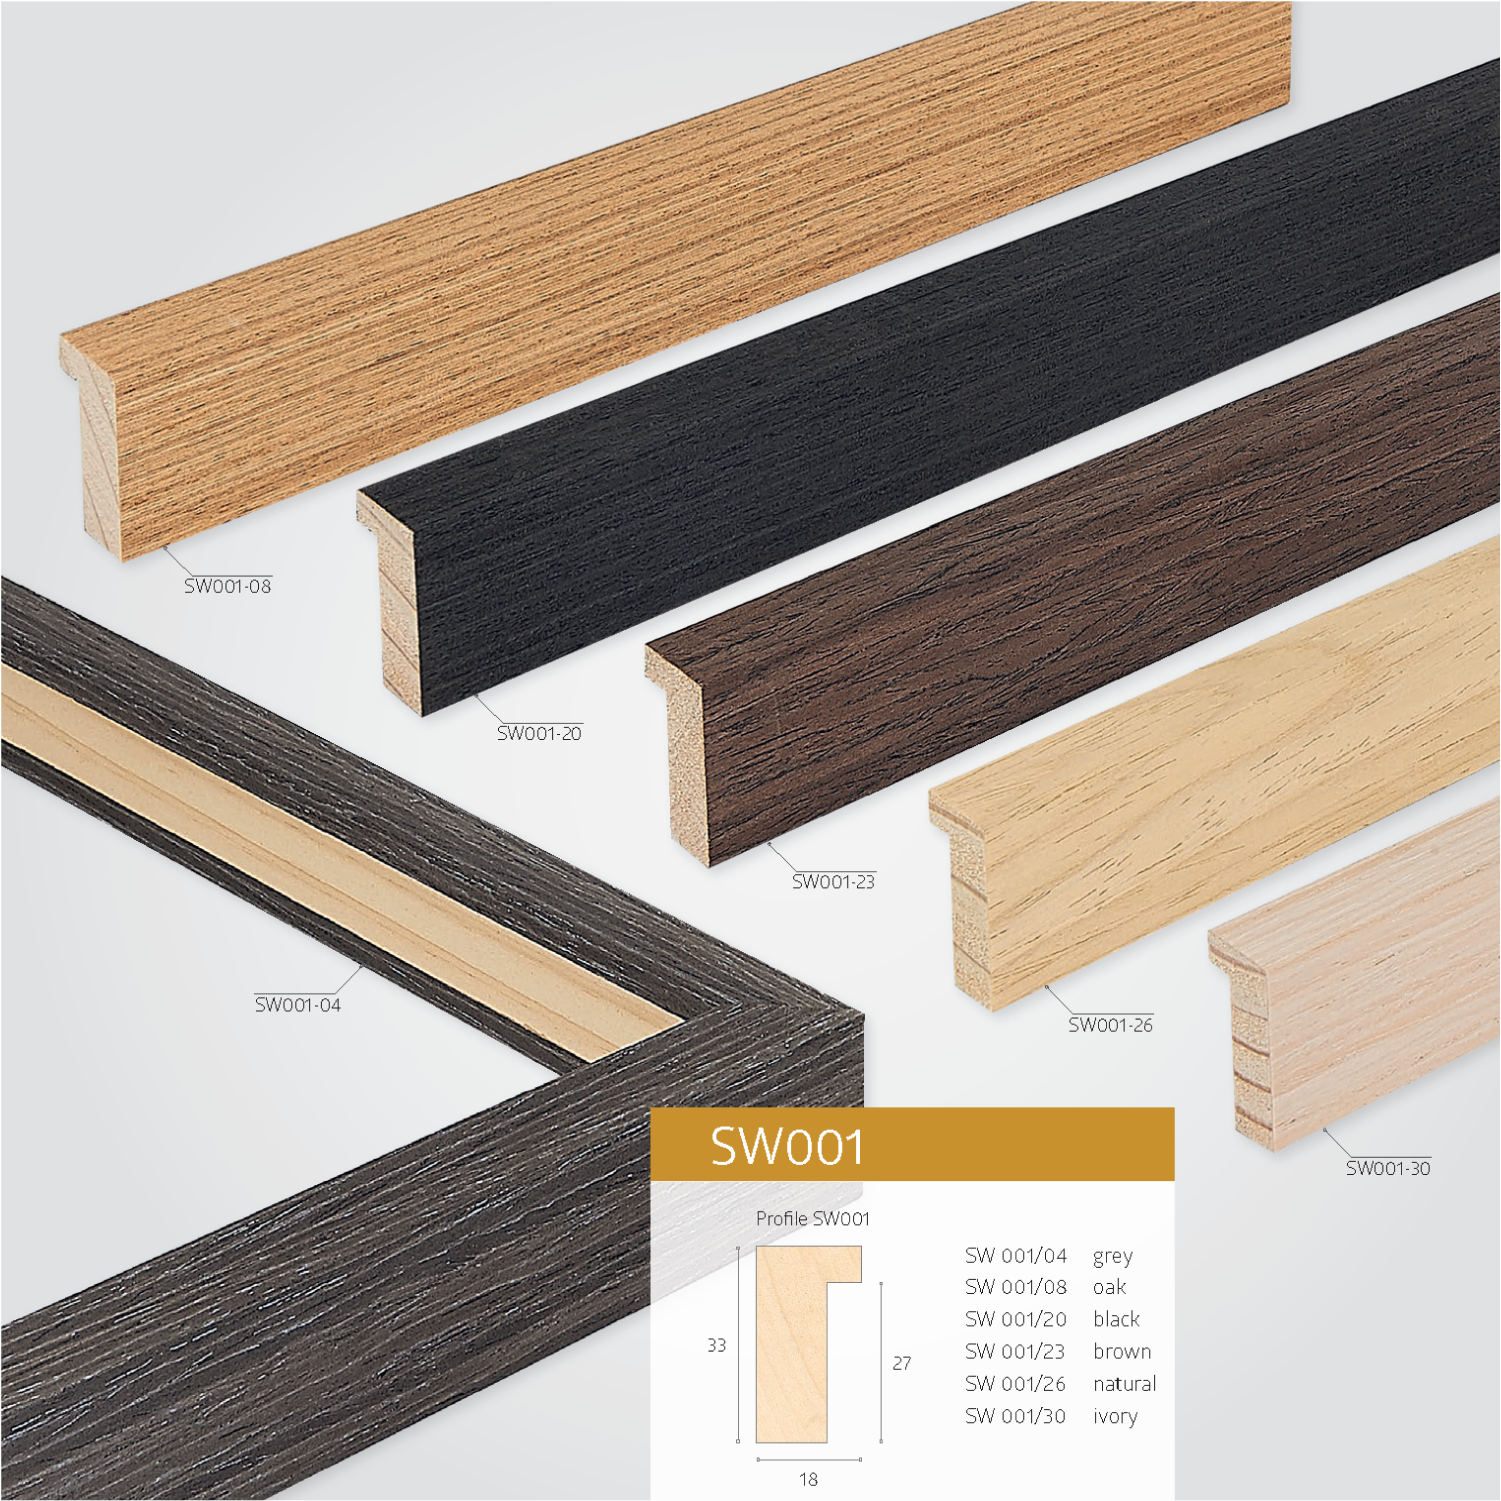 SW001-08
SW001-20
SW001-23
SW001-04
SW001-26
SW001-30
SW001
Profile SW001
33
27
18
SW 001/04 grey
SW 001/08 oak
SW 001/20 black
SW 001/23 brown
SW 001/26 natural
SW 001/30 ivory